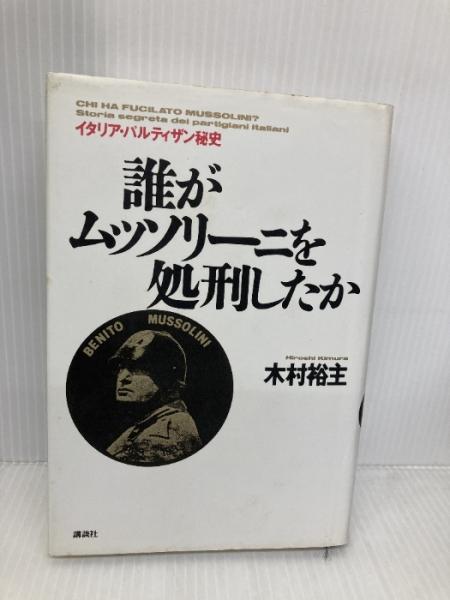 CHI HA FUCILATO MUSSOLINI?
Storia segreta dei partigiani italiani
イタリア・パルティザン秘史
誰が
ムッソリーニを
処刑したか
BENITO MUSSOLINI
Hiroshi Kimura
木村裕主
講談社